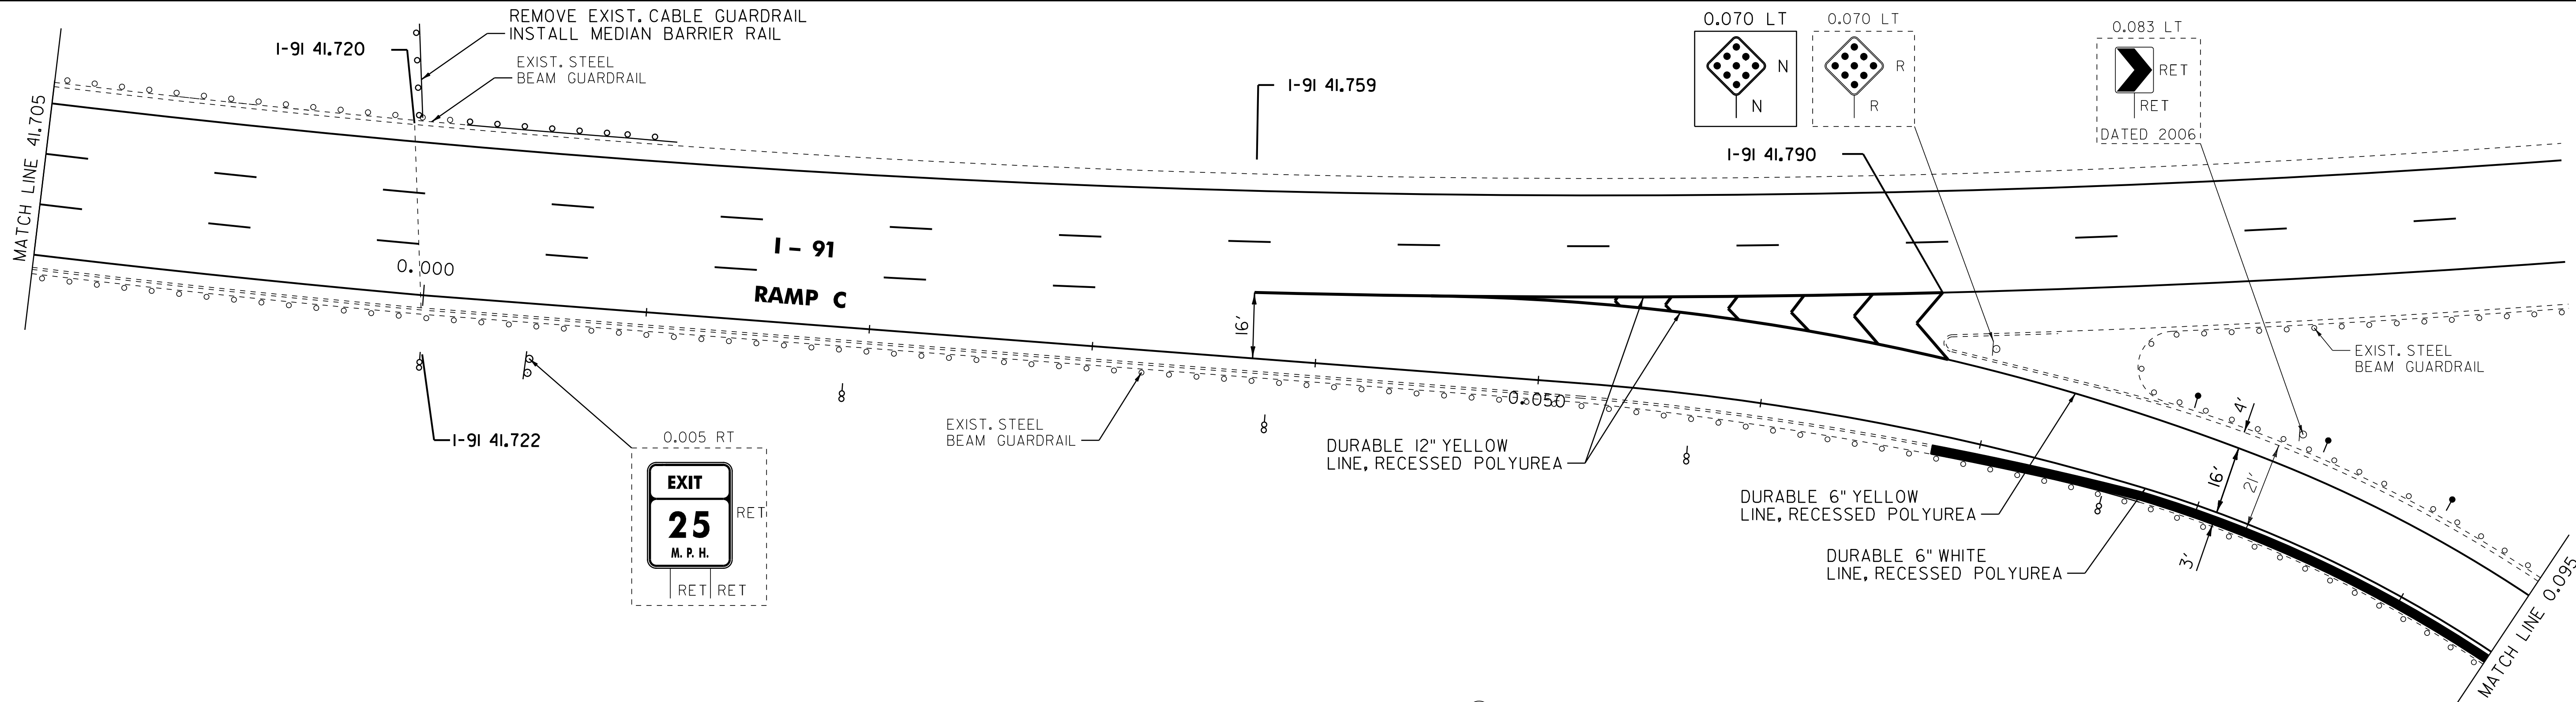 REMOVE EXIST. CABLE GUARDRAIL
INSTALL MEDIAN BARRIER RAIL
I-91 41.720
EXIST. STEEL
BEAM GUARDRAIL
I-91 41.759
0.070 LT
N
N
0.070 LT
R
R
0.083 LT
RET
RET
DATED 2006
I-91 41.790
MATCH LINE 41.705
I - 91
0.000
RAMP C
16'
EXIST. STEEL
BEAM GUARDRAIL
0.050
4'
I-91 41.722
0.005 RT
EXIST. STEEL
BEAM GUARDRAIL
DURABLE 12" YELLOW
LINE, RECESSED POLYUREA
EXIT
25
M. P. H.
RET
RET RET
DURABLE 6" YELLOW
LINE, RECESSED POLYUREA
16'
21'
DURABLE 6" WHITE
LINE, RECESSED POLYUREA
3'
MATCH LINE 0.095